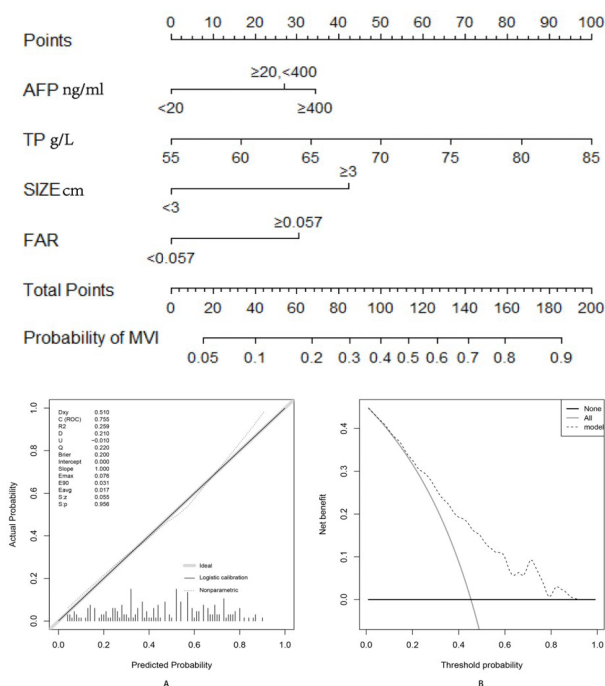 Points
0 10 20 30 40 50 60 70 80 90 100
≥20,<400
AFP ng/ml
<20 ≥400
TP g/L
55 60 65 70 75 80 85
≥3
SIZE cm
<3
≥0.057
FAR
<0.057
Total Points
0 20 40 60 80 100 120 140 160 180 200
Probability of MVI
0.05 0.1 0.2 0.3 0.4 0.5 0.6 0.7 0.8 0.9
Actual Probability
0.0 0.2 0.4 0.6 0.8 1.0
Dxy 0.510
C (ROC) 0.755
R2 0.259
D 0.210
U −0.010
Q 0.220
Brier 0.200
Intercept 0.000
Slope 1.000
Emax 0.076
E90 0.031
Eavg 0.017
S:z 0.055
S:p 0.956
Ideal
Logistic calibration
Nonparametric
0.0 0.2 0.4 0.6 0.8 1.0
Predicted Probability
A
Net benefit
0.0 0.1 0.2 0.3 0.4
None
All
model
0.0 0.2 0.4 0.6 0.8 1.0
Threshold probability
B